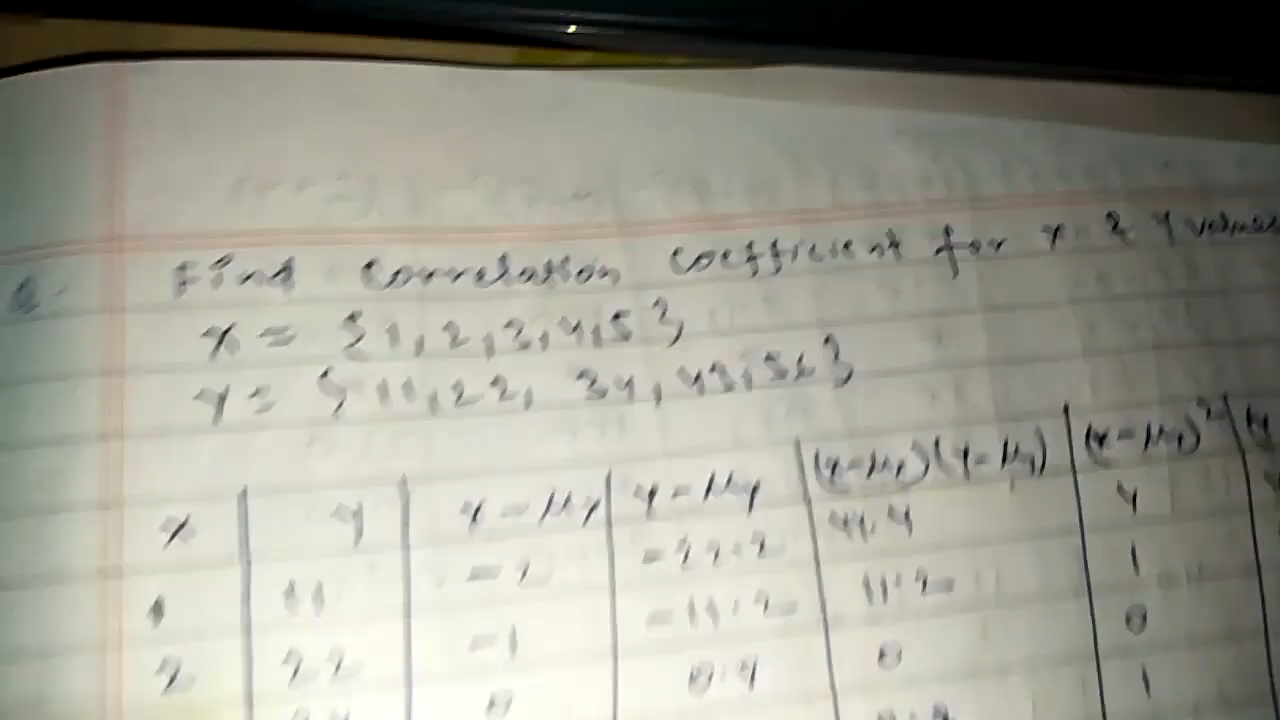 Find correlation coefficient for x & y values
x = {1,2,3,4,5}
y = {11,22, 34,43,56}
x y x-μx y-μy (x-μx)(y-μy) (x-μx)² (y
1 11 -2 -22.2 44.4 4
2 22 -1 -11.2 11.2 1
0 0.4 0 0
1